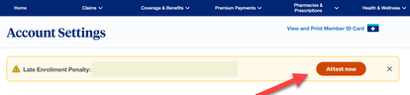 Home
Claims
Coverage & Benefits
Premium Payments
Pharmacies & Prescriptions
Health & Wellness
Account Settings
View and Print Member ID Card
Late Enrollment Penalty:
Attest now